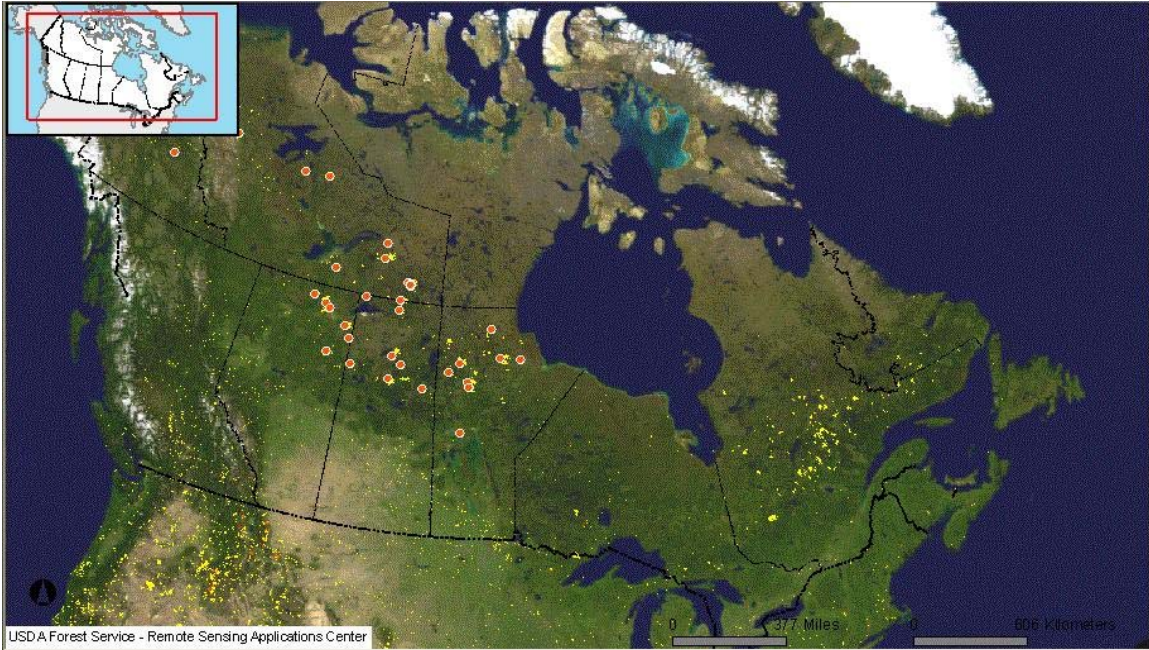 USDA Forest Service - Remote Sensing Applications Center
0 377 Miles
0 606 Kilometers